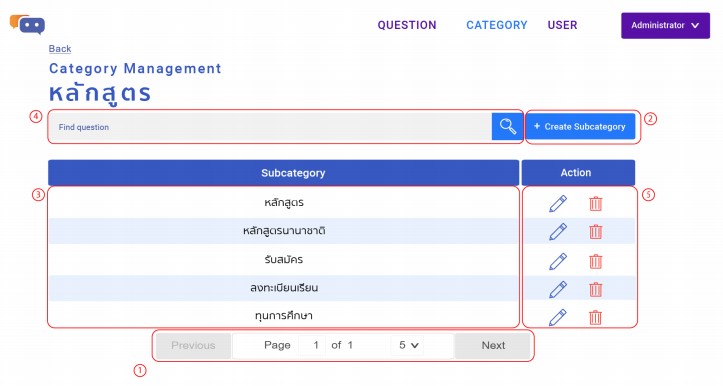 QUESTION CATEGORY USER Administrator
Back
Category Management
หลักสูตร
④ Find question + Create Subcategory ②
Subcategory Action
③ หลักสูตร ⑤
หลักสูตรนานาชาติ
รับสมัคร
ลงทะเบียนเรียน
ทุนการศึกษา
Previous Page 1 of 1 5 Next
①